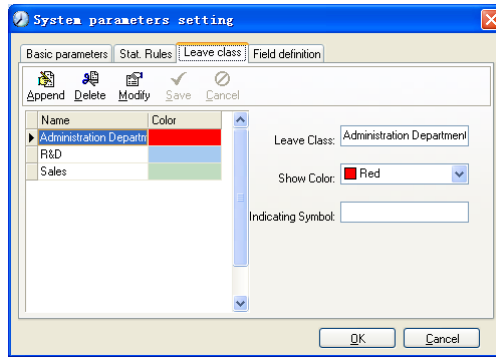 System parameters setting
Basic parameters Stat. Rules Leave class Field definition
Append Delete Modify Save Cancel
Name Color
Administration Departm
R&D
Sales
Leave Class: Administration Department
Show Color: Red
Indicating Symbol:
OK Cancel